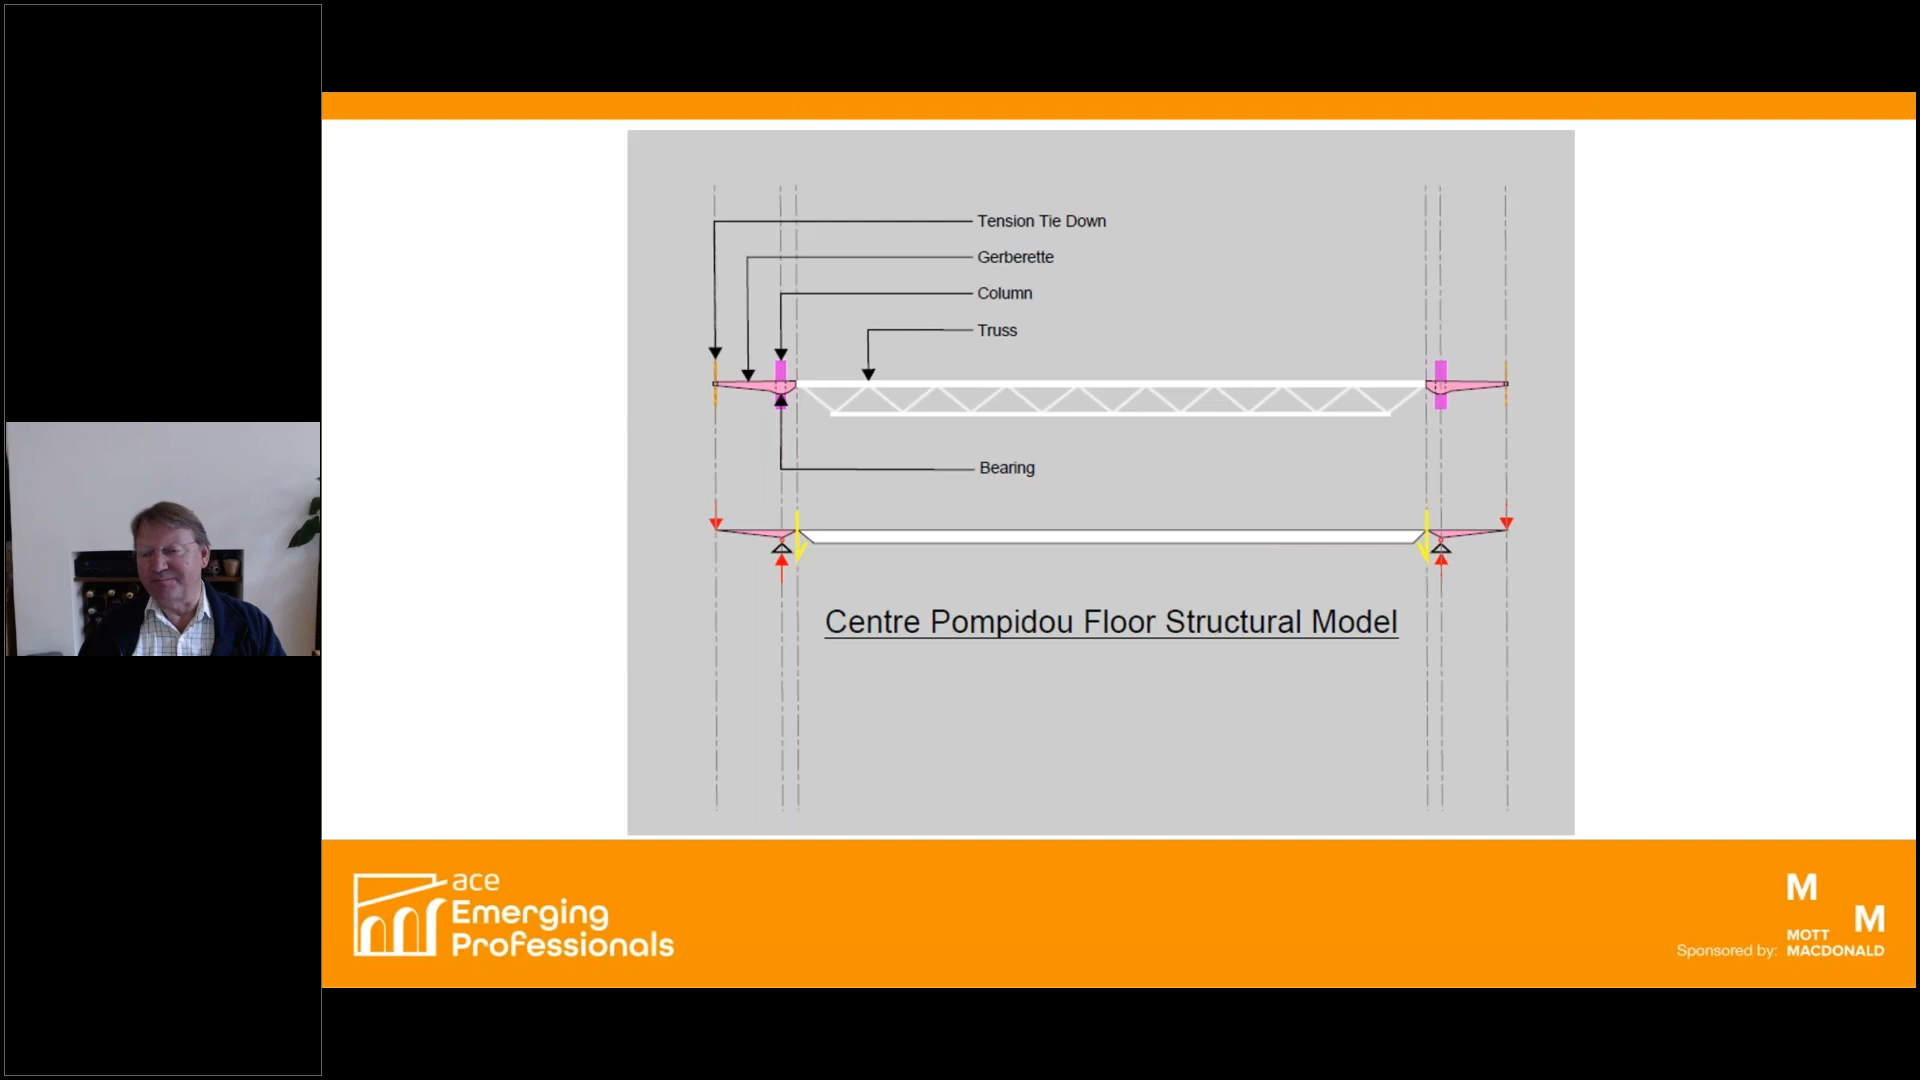 Tension Tie Down
Gerberette
Column
Truss
Bearing
Centre Pompidou Floor Structural Model
ace
Emerging
Professionals
M
M
Sponsored by: MOTT
MACDONALD